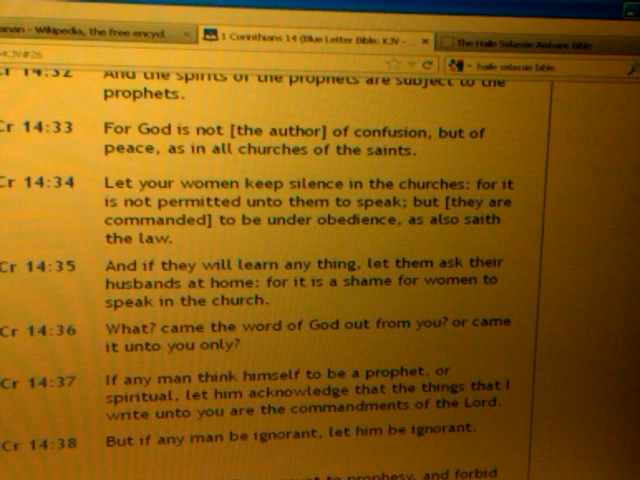 anan - Wikipedia, the free encycl...
1 Corinthians 14 (Blue Letter Bible: KJV - ...
The Haile Selassie Amharic Bible
KJV#26
haile selassie bible
Cr 14:32 And the spirits of the prophets are subject to the
prophets.
Cr 14:33 For God is not [the author] of confusion, but of
peace, as in all churches of the saints.
Cr 14:34 Let your women keep silence in the churches: for it
is not permitted unto them to speak; but [they are
commanded] to be under obedience, as also saith
the law.
Cr 14:35 And if they will learn any thing, let them ask their
husbands at home: for it is a shame for women to
speak in the church.
Cr 14:36 What? came the word of God out from you? or came
it unto you only?
Cr 14:37 If any man think himself to be a prophet, or
spiritual, let him acknowledge that the things that I
write unto you are the commandments of the Lord.
Cr 14:38 But if any man be ignorant, let him be ignorant.
to prophesy, and forbid